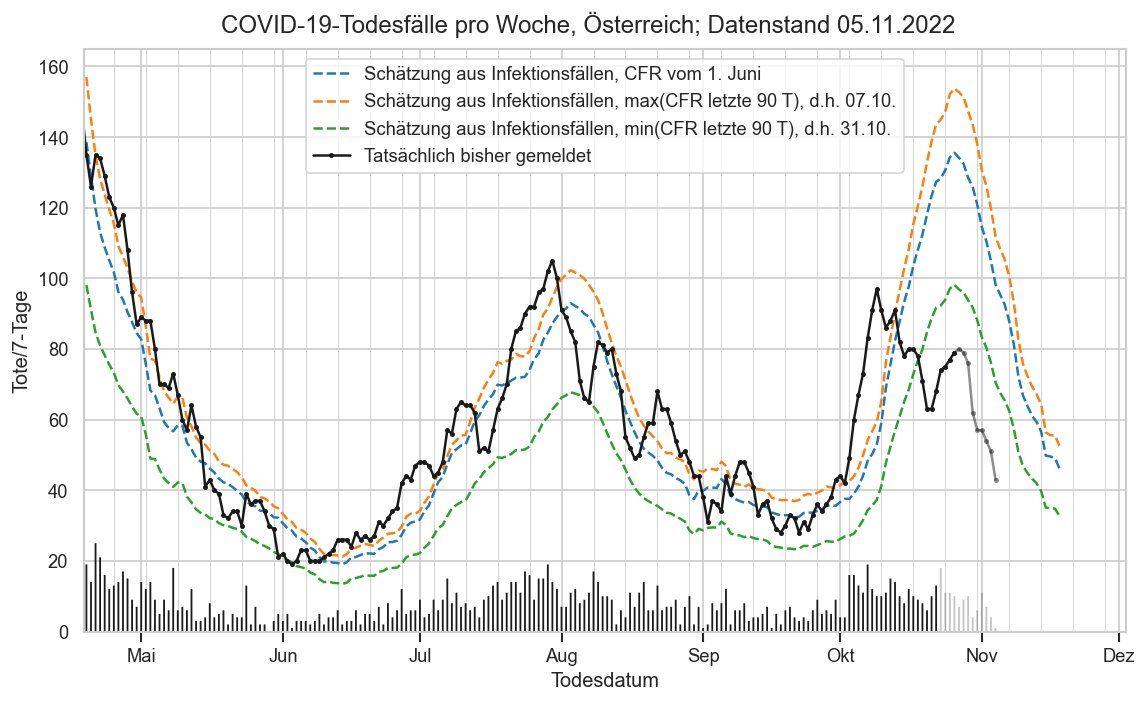 COVID-19-Todesfälle pro Woche, Österreich; Datenstand 05.11.2022
Schätzung aus Infektionsfällen, CFR vom 1. Juni
Schätzung aus Infektionsfällen, max(CFR letzte 90 T), d.h. 07.10.
Schätzung aus Infektionsfällen, min(CFR letzte 90 T), d.h. 31.10.
Tatsächlich bisher gemeldet
Tote/7-Tage
160
140
120
100
80
60
40
20
0
Mai Jun Jul Aug Sep Okt Nov Dez
Todesdatum